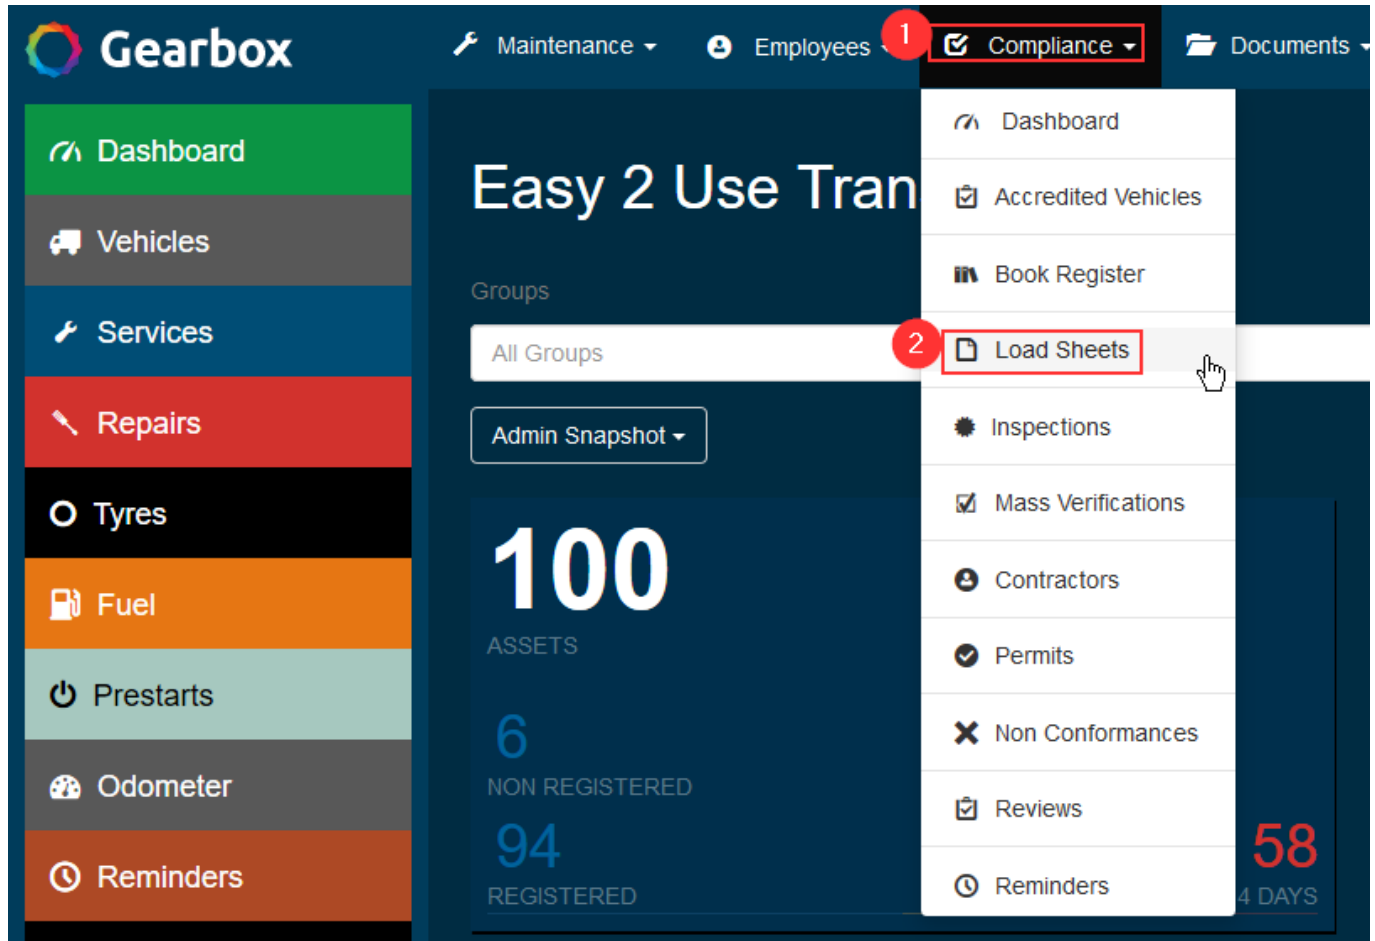 Gearbox
Maintenance
Employees
1
Compliance
Documents
Dashboard
Vehicles
Services
Repairs
Tyres
Fuel
Prestarts
Odometer
Reminders
Easy 2 Use Tran
Groups
All Groups
Admin Snapshot
100
ASSETS
6
NON REGISTERED
94
REGISTERED
58
4 DAYS
Dashboard
Accredited Vehicles
Book Register
2
Load Sheets
Inspections
Mass Verifications
Contractors
Permits
Non Conformances
Reviews
Reminders